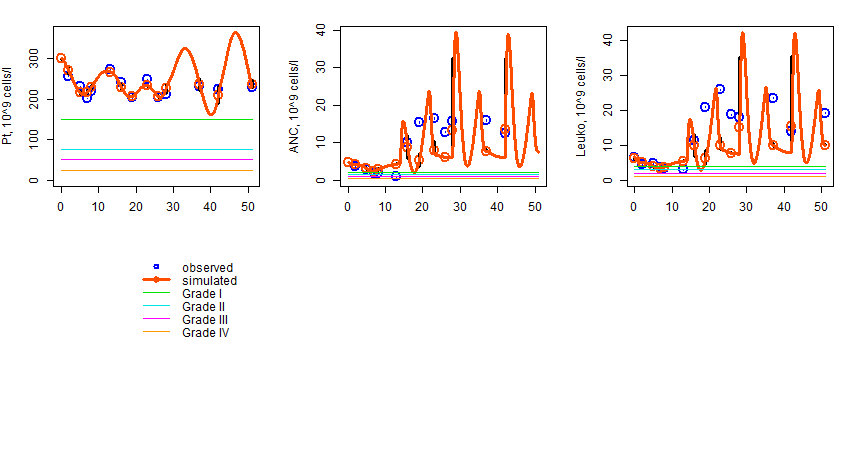 Pt, 10^9 cells/l
0 100 200 300
0 10 20 30 40 50
ANC, 10^9 cells/l
0 10 20 30 40
0 10 20 30 40 50
Leuko, 10^9 cells/l
0 10 20 30 40
0 10 20 30 40 50
observed
simulated
Grade I
Grade II
Grade III
Grade IV